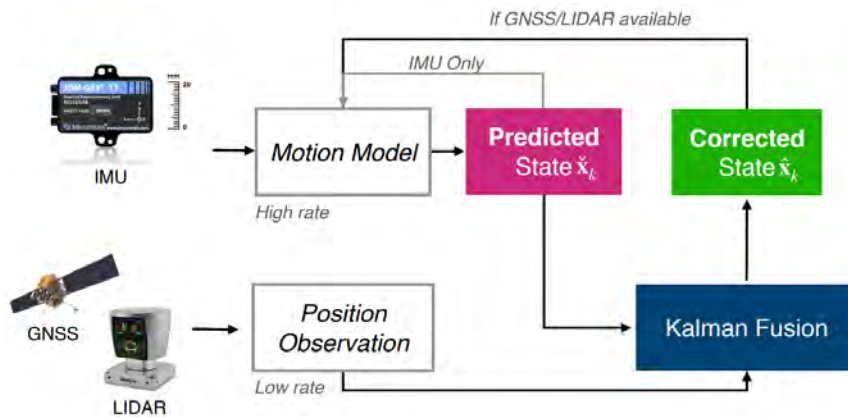 If GNSS/LIDAR available
IMU Only
Motion Model
Predicted
State x̌ₖ
Corrected
State x̂ₖ
IMU
High rate
GNSS
LIDAR
Position
Observation
Kalman Fusion
Low rate